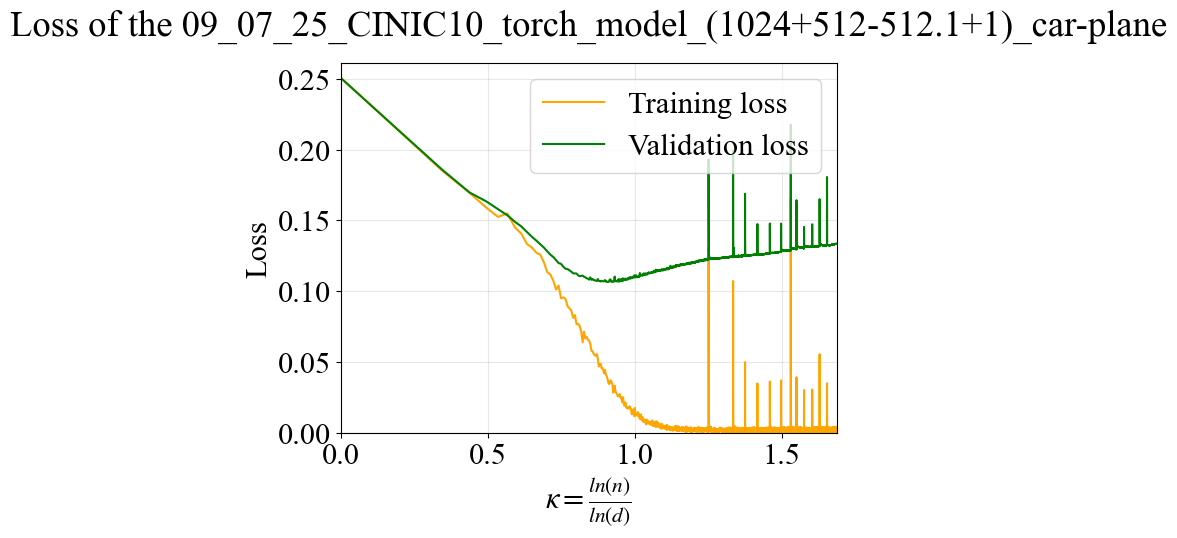 Loss of the 09_07_25_CINIC10_torch_model_(1024+512-512.1+1)_car-plane
0.25
0.20
0.15
0.10
0.05
0.00
Loss
Training loss
Validation loss
0.0 0.5 1.0 1.5
κ = ln(n) / ln(d)